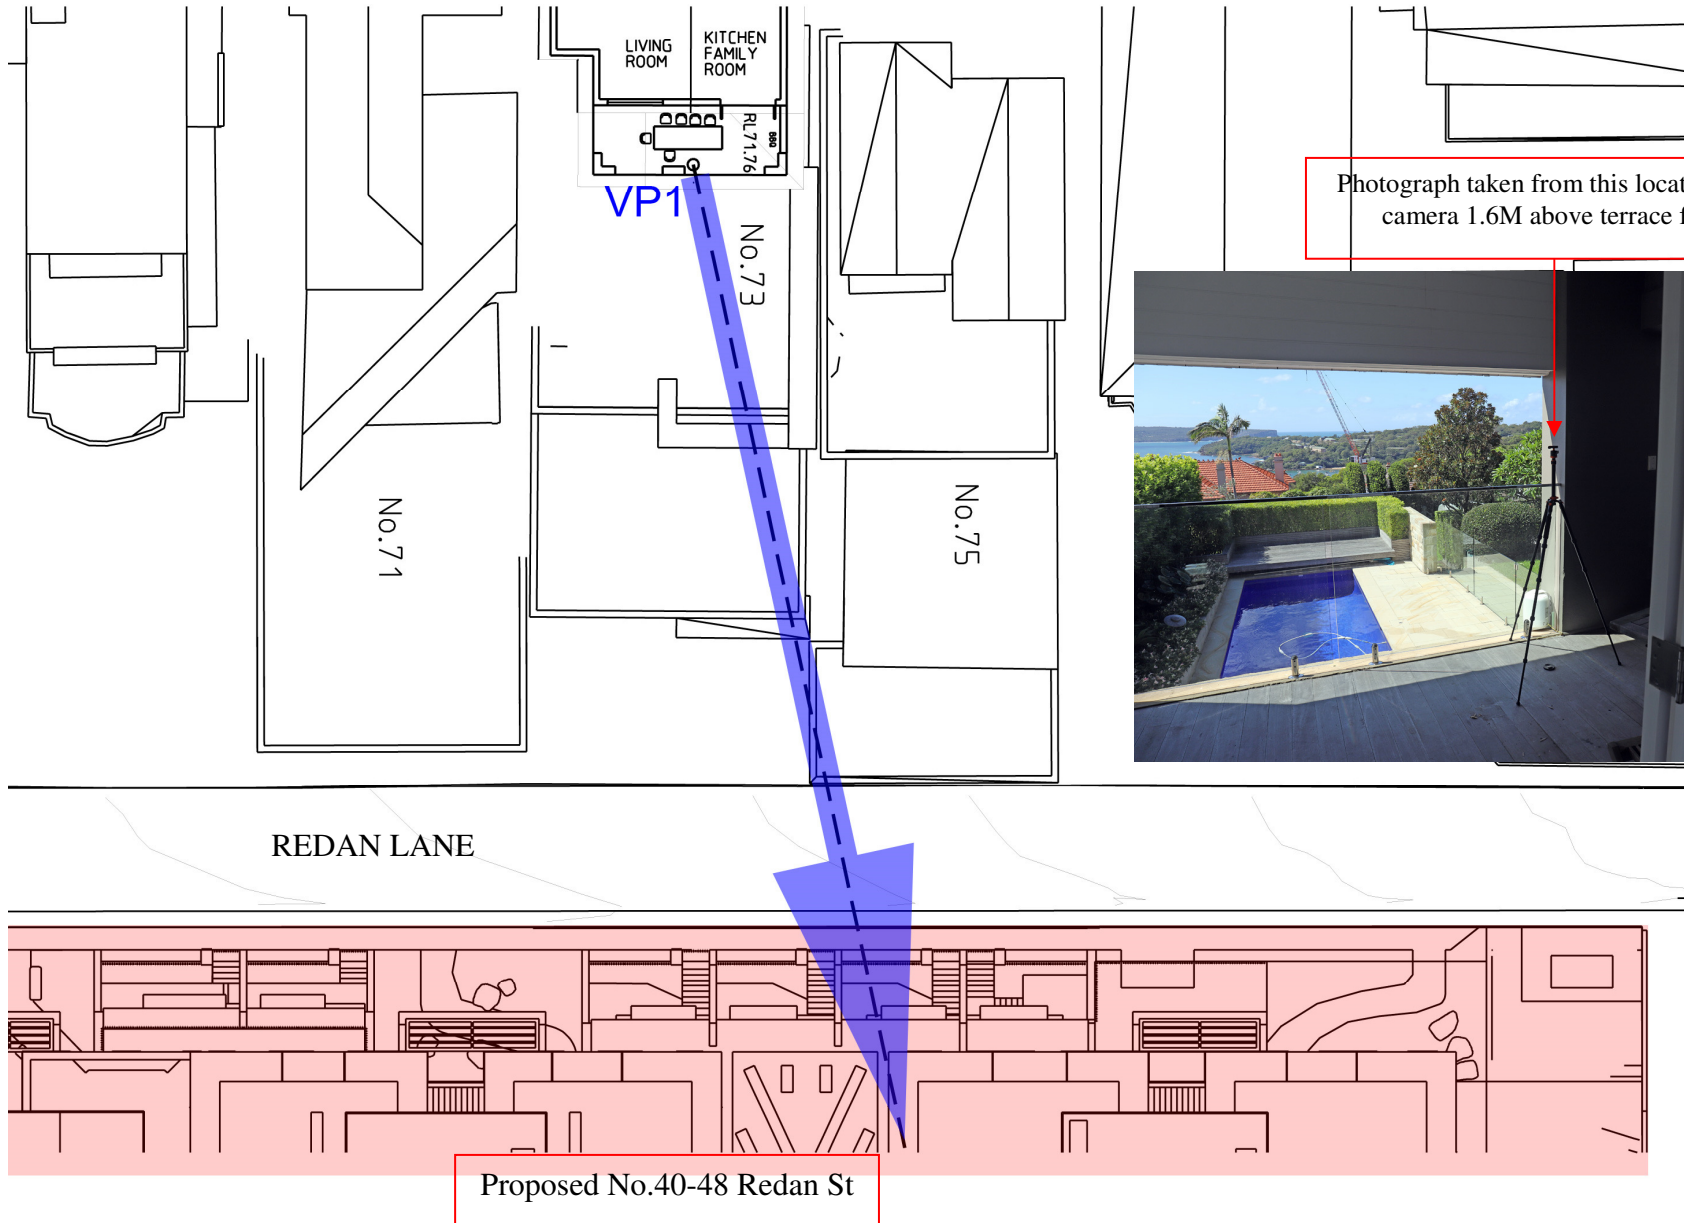 LIVING
ROOM
KITCHEN
FAMILY
ROOM
RL71.76
BBQ
VP1
No.73
Photograph taken from this locat
camera 1.6M above terrace f
No.71
No.75
REDAN LANE
Proposed No.40-48 Redan St